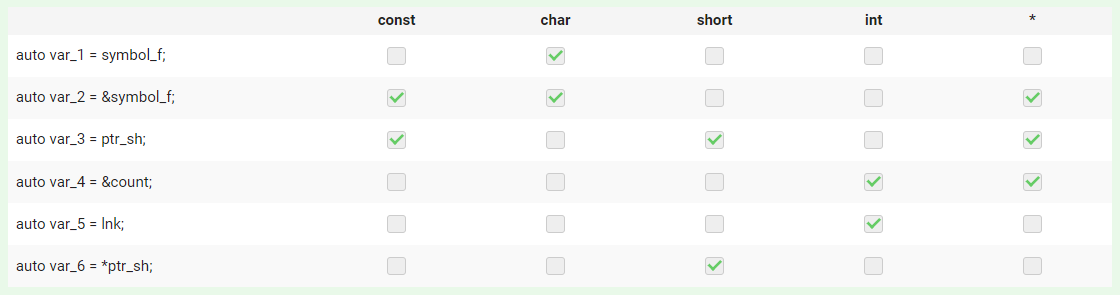 const char short int *
auto var_1 = symbol_f;
auto var_2 = &symbol_f;
auto var_3 = ptr_sh;
auto var_4 = &count;
auto var_5 = lnk;
auto var_6 = *ptr_sh;